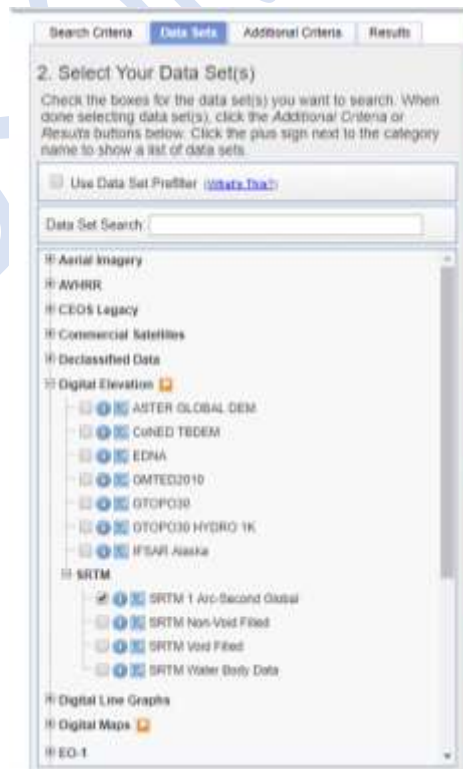 Search Criteria Data Sets Additional Criteria Results
2. Select Your Data Set(s)
Check the boxes for the data set(s) you want to search. When
done selecting data set(s), click the Additional Criteria or
Results buttons below. Click the plus sign next to the category
name to show a list of data sets.
Use Data Set Prefilter (What's This?)
Data Set Search:
Aerial Imagery
AVHRR
CEOS Legacy
Commercial Satellites
Declassified Data
Digital Elevation
ASTER GLOBAL DEM
CoNED TBDEM
EDNA
GMTED2010
GTOPO30
GTOPO30 HYDRO 1K
IFSAR Alaska
SRTM
SRTM 1 Arc-Second Global
SRTM Non-Void Filled
SRTM Void Filled
SRTM Water Body Data
Digital Line Graphs
Digital Maps
EO-1